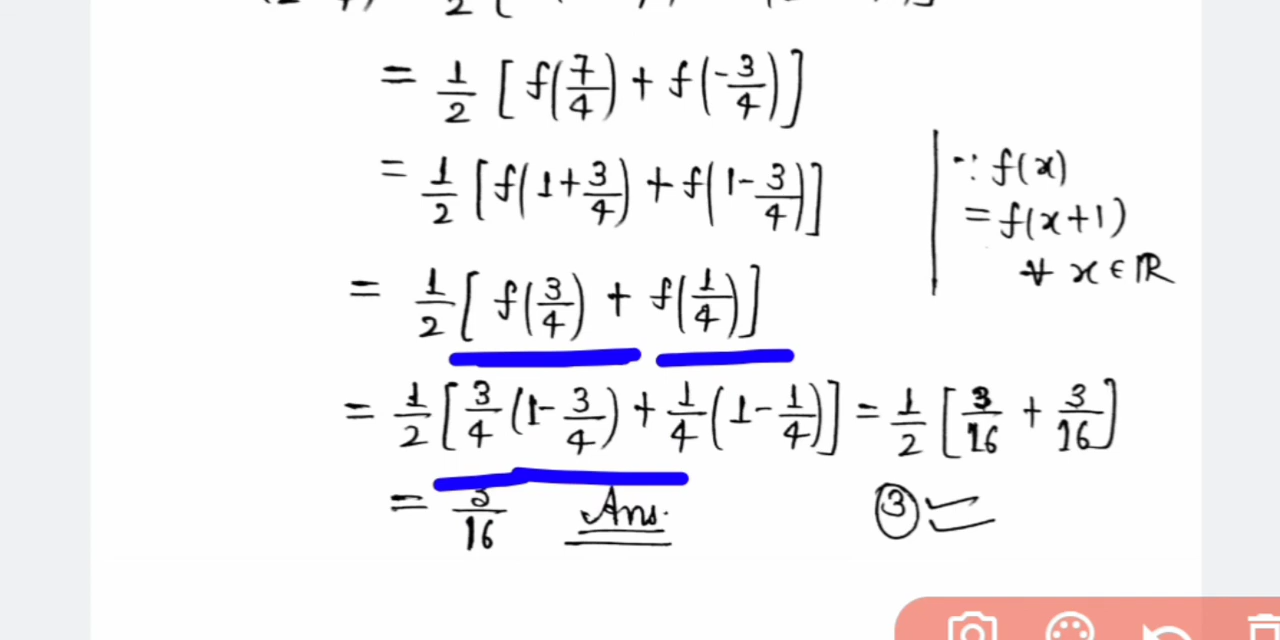 = 1/2 [ f(7/4) + f(-3/4) ]
= 1/2 [ f(1+3/4) + f(1-3/4) ]
∵ f(x)
= f(x+1)
∀ x ∈ ℝ
= 1/2 [ f(3/4) + f(1/4) ]
= 1/2 [ 3/4 (1-3/4) + 1/4 (1-1/4) ] = 1/2 [ 3/16 + 3/16 ]
= 3/16 Ans. ③